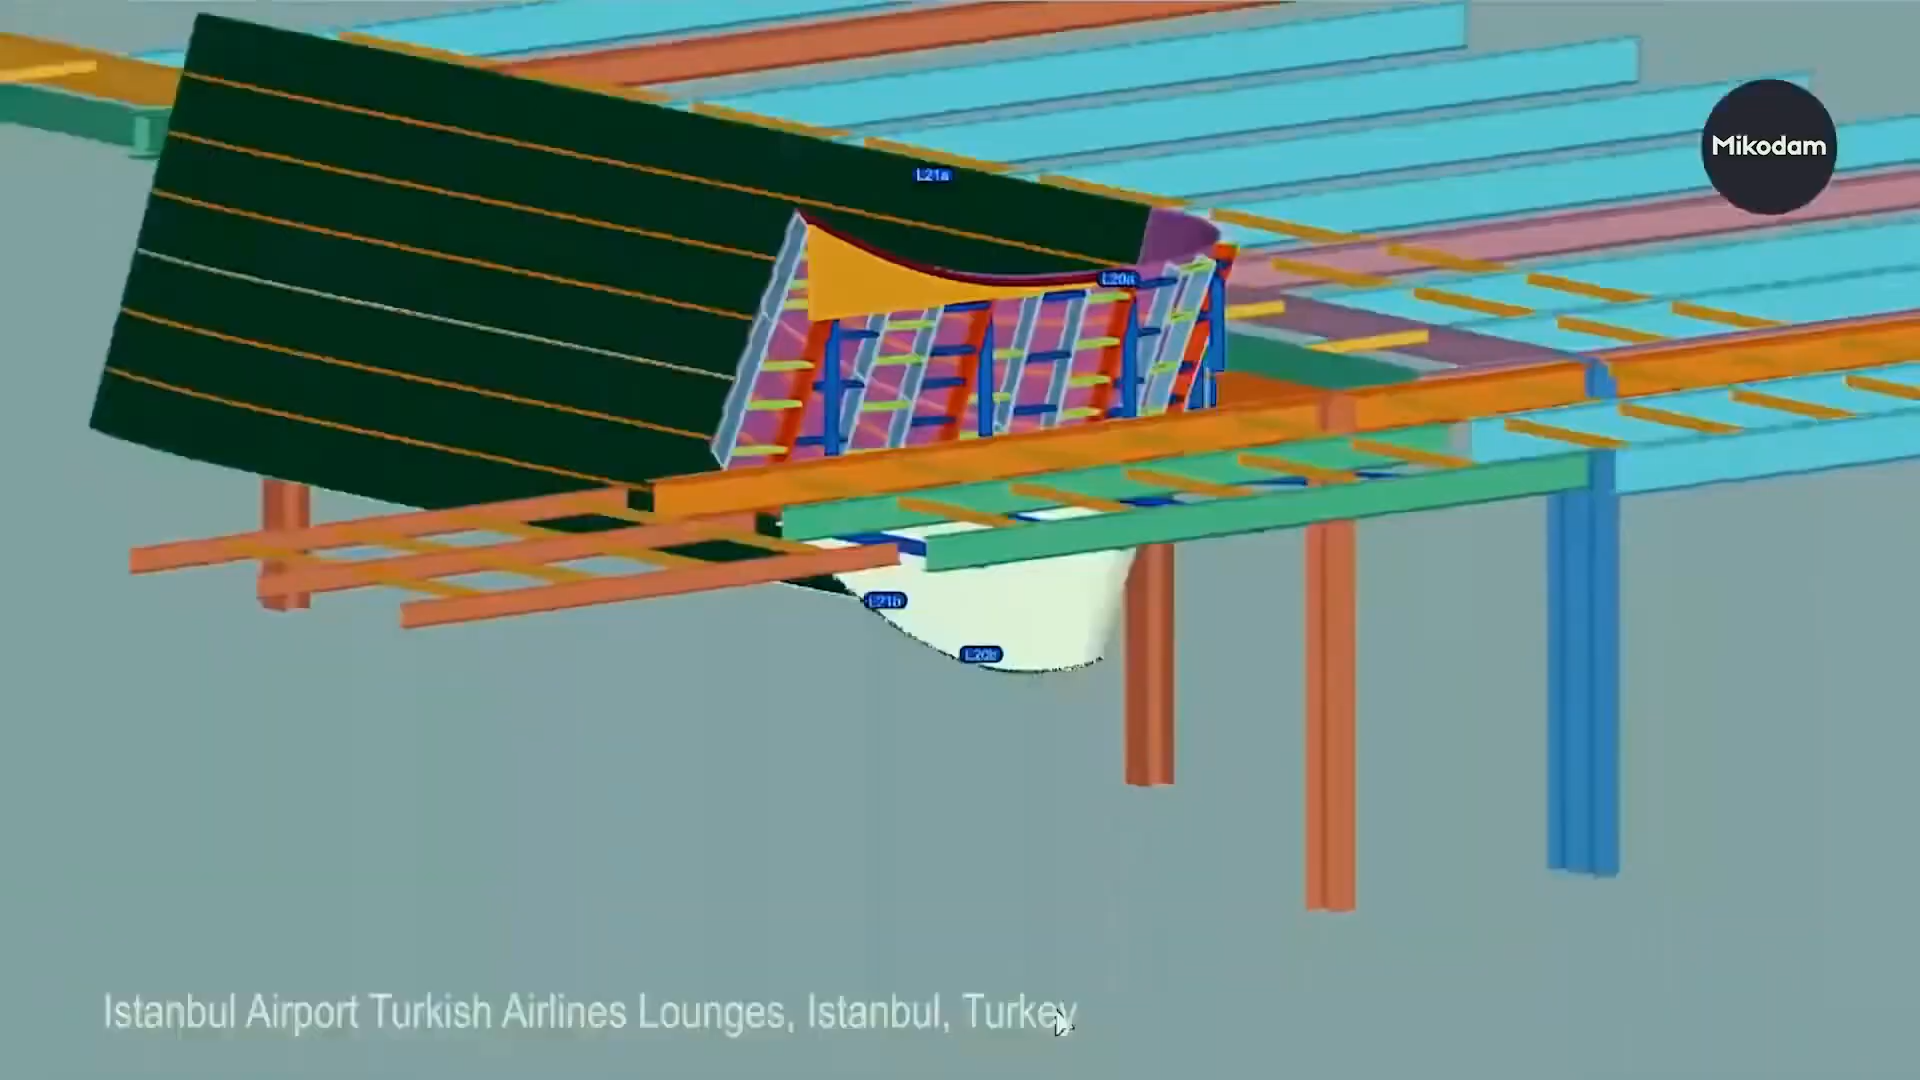 Mikodam
L21a
L20a
L21b
L20b
Istanbul Airport Turkish Airlines Lounges, Istanbul, Turkey